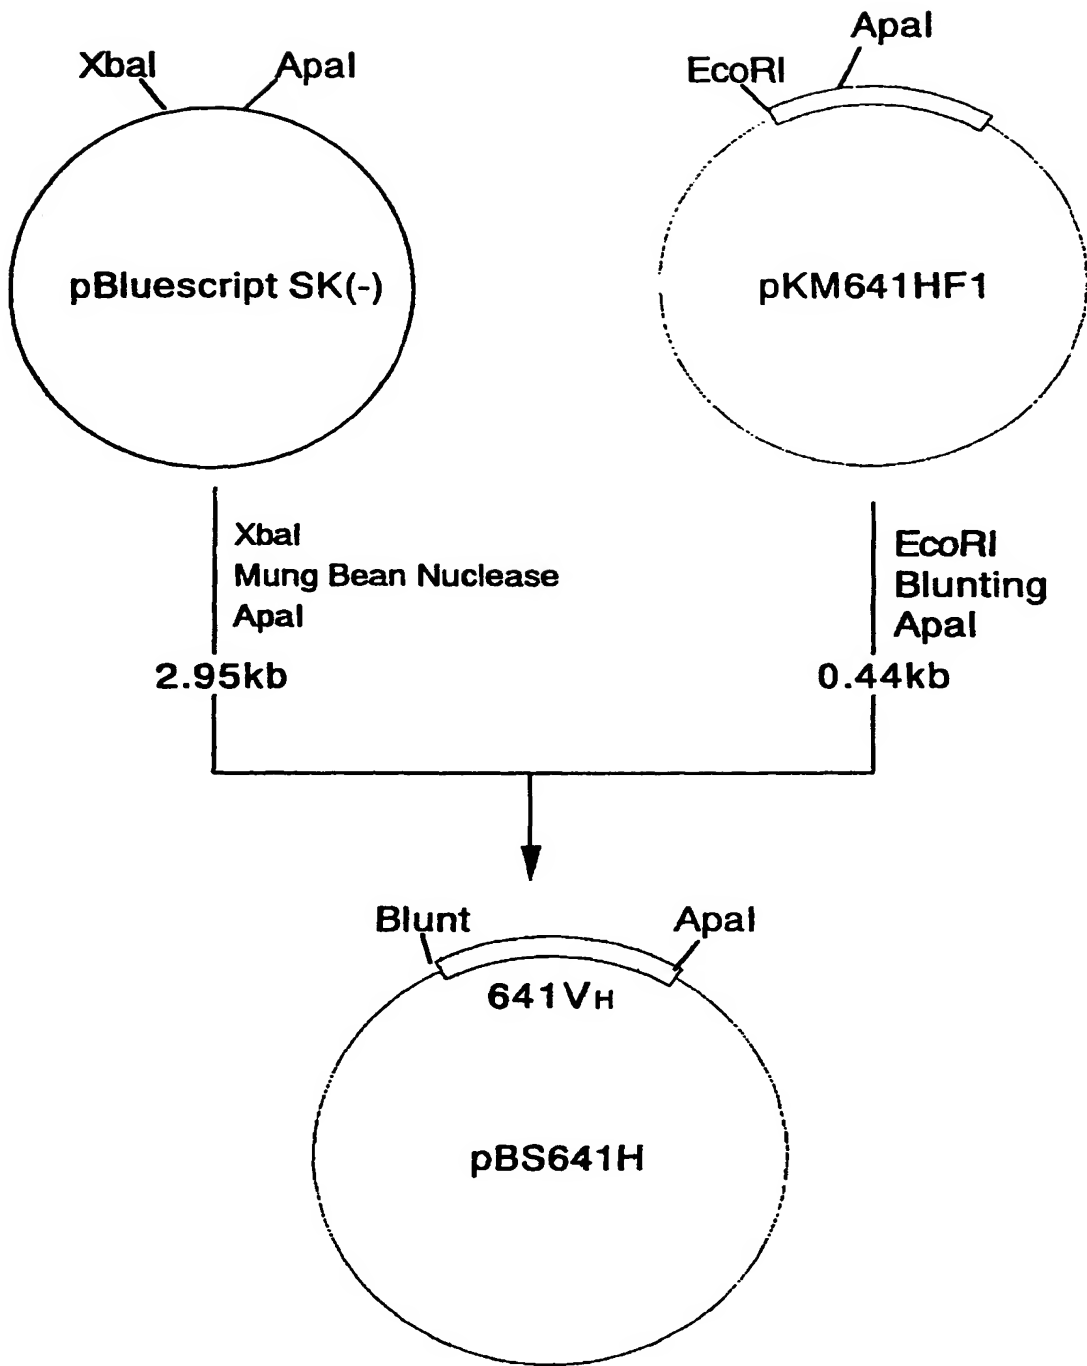 XbaI
ApaI
pBluescript SK(-)
ApaI
EcoRI
pKM641HF1
XbaI
Mung Bean Nuclease
ApaI
2.95kb
EcoRI
Blunting
ApaI
0.44kb
Blunt
ApaI
641VH
pBS641H